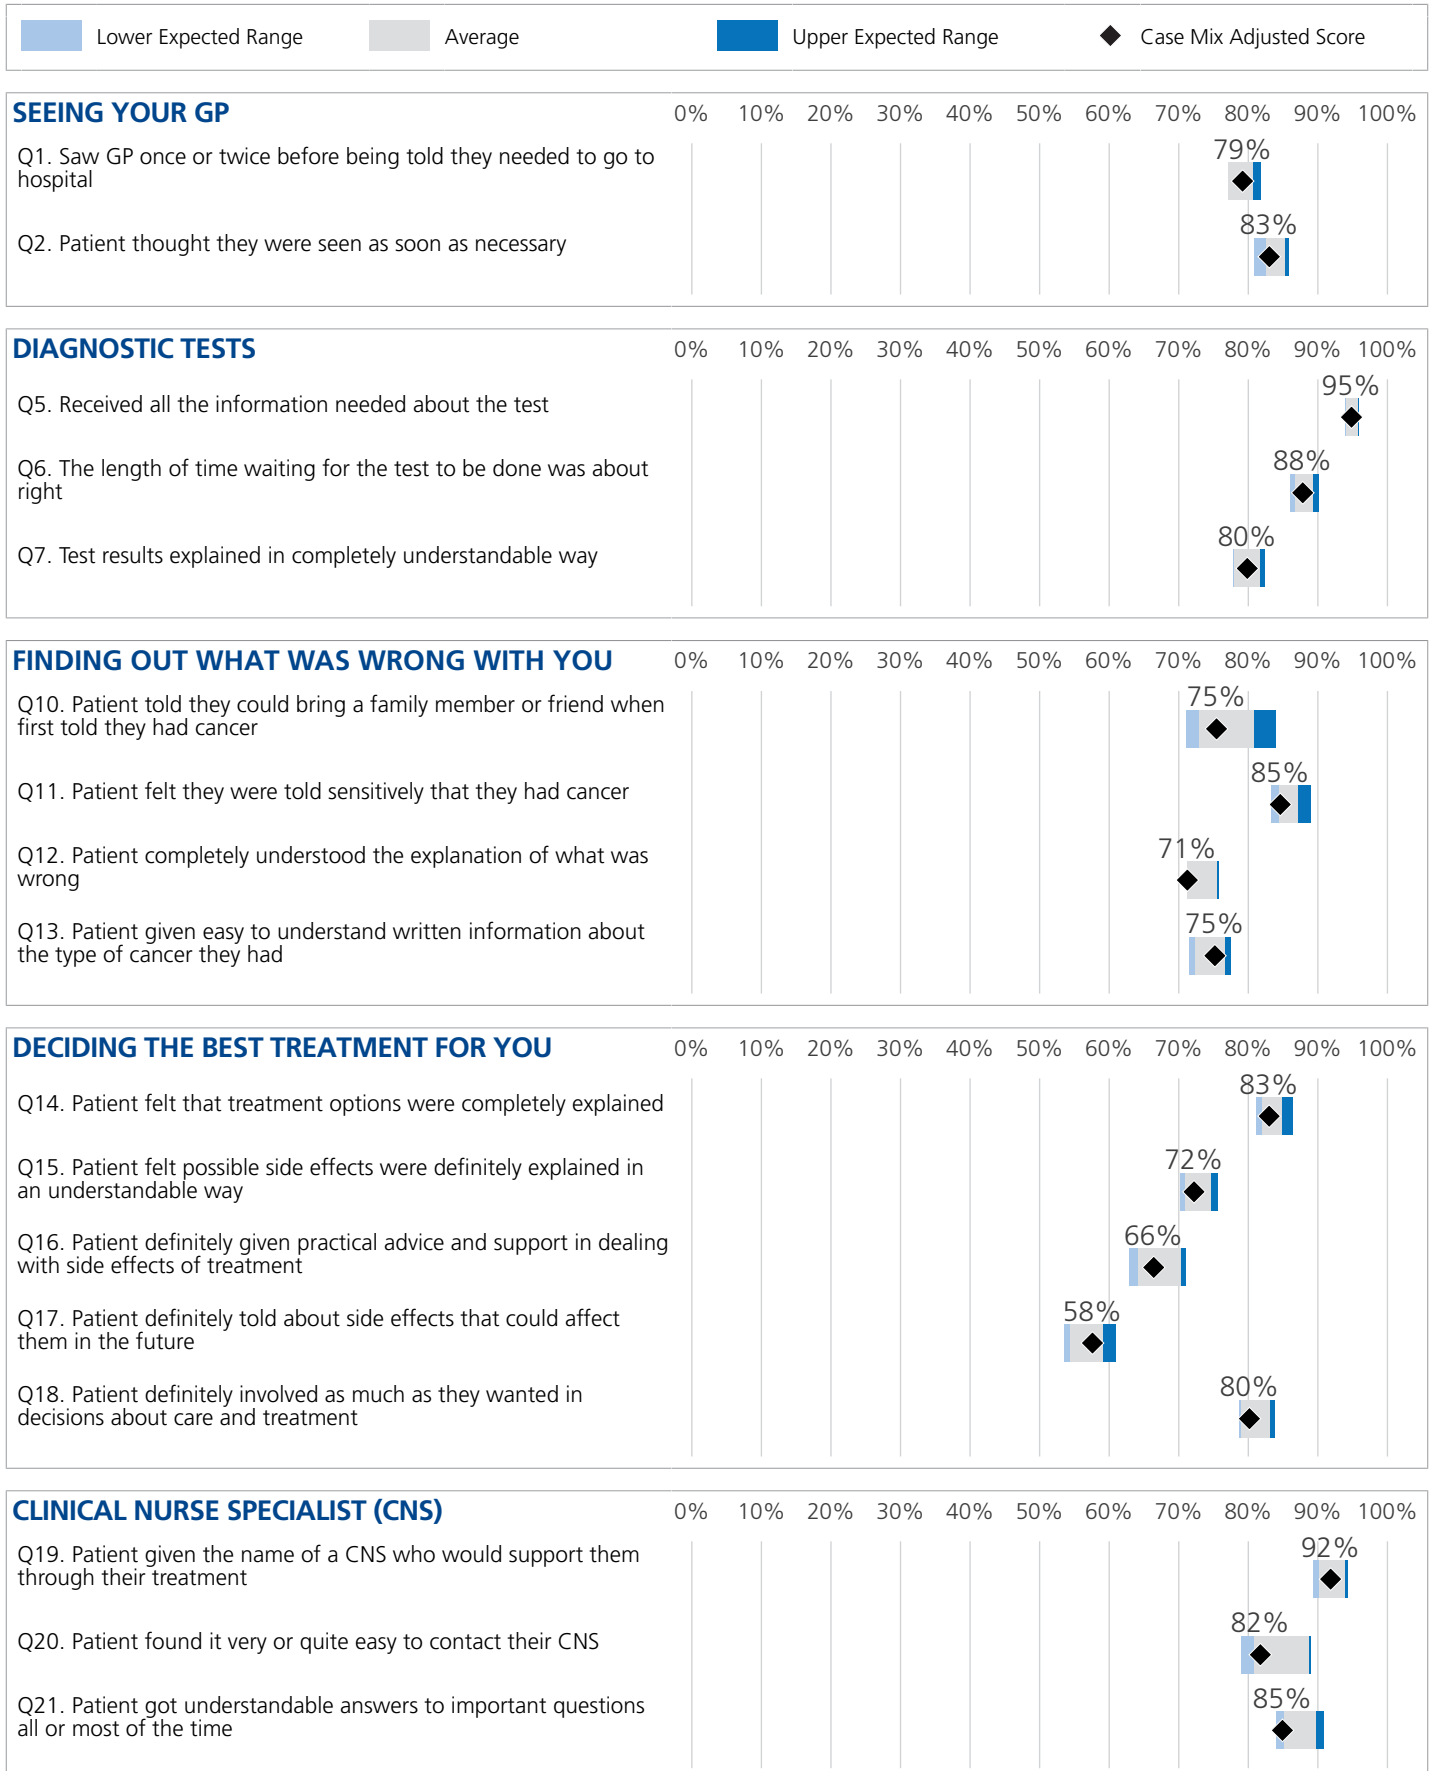 Lower Expected Range Average Upper Expected Range Case Mix Adjusted Score
SEEING YOUR GP 0% 10% 20% 30% 40% 50% 60% 70% 80% 90% 100%
79%
Q1. Saw GP once or twice before being told they needed to go to
hospital
83%
Q2. Patient thought they were seen as soon as necessary
DIAGNOSTIC TESTS 0% 10% 20% 30% 40% 50% 60% 70% 80% 90% 100%
95%
Q5. Received all the information needed about the test
88%
Q6. The length of time waiting for the test to be done was about
right
80%
Q7. Test results explained in completely understandable way
FINDING OUT WHAT WAS WRONG WITH YOU 0% 10% 20% 30% 40% 50% 60% 70% 80% 90% 100%
75%
Q10. Patient told they could bring a family member or friend when
first told they had cancer
85%
Q11. Patient felt they were told sensitively that they had cancer
71%
Q12. Patient completely understood the explanation of what was
wrong
75%
Q13. Patient given easy to understand written information about
the type of cancer they had
DECIDING THE BEST TREATMENT FOR YOU 0% 10% 20% 30% 40% 50% 60% 70% 80% 90% 100%
83%
Q14. Patient felt that treatment options were completely explained
72%
Q15. Patient felt possible side effects were definitely explained in
an understandable way
66%
Q16. Patient definitely given practical advice and support in dealing
with side effects of treatment
58%
Q17. Patient definitely told about side effects that could affect
them in the future
80%
Q18. Patient definitely involved as much as they wanted in
decisions about care and treatment
CLINICAL NURSE SPECIALIST (CNS) 0% 10% 20% 30% 40% 50% 60% 70% 80% 90% 100%
92%
Q19. Patient given the name of a CNS who would support them
through their treatment
82%
Q20. Patient found it very or quite easy to contact their CNS
85%
Q21. Patient got understandable answers to important questions
all or most of the time